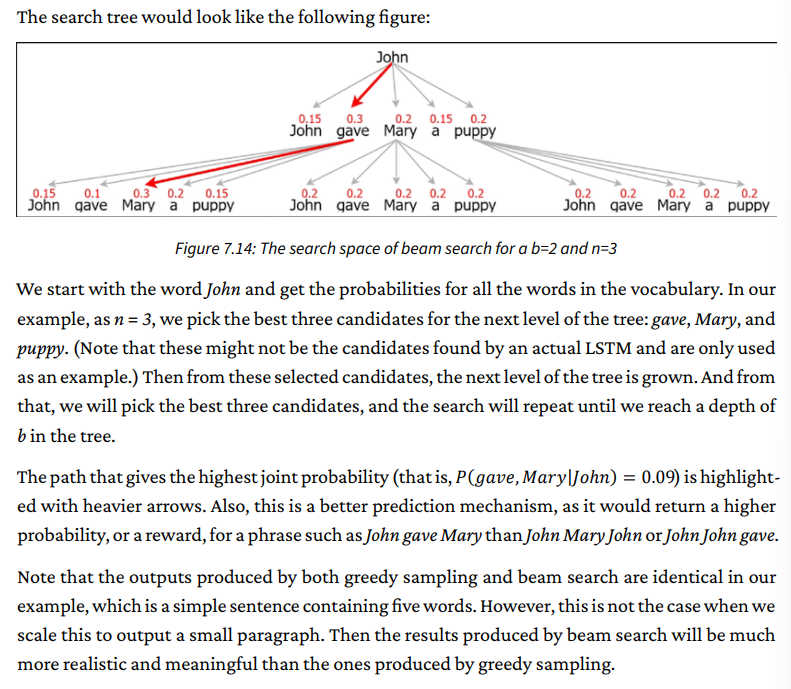 The search tree would look like the following figure:
John
0.15 0.3 0.2 0.15 0.2
John gave Mary a puppy
0.15 0.1 0.3 0.2 0.15 0.2 0.2 0.2 0.2 0.2 0.2 0.2 0.2 0.2 0.2
John gave Mary a puppy John gave Mary a puppy John gave Mary a puppy
Figure 7.14: The search space of beam search for a b=2 and n=3
We start with the word John and get the probabilities for all the words in the vocabulary. In our
example, as n = 3, we pick the best three candidates for the next level of the tree: gave, Mary, and
puppy. (Note that these might not be the candidates found by an actual LSTM and are only used
as an example.) Then from these selected candidates, the next level of the tree is grown. And from
that, we will pick the best three candidates, and the search will repeat until we reach a depth of
b in the tree.
The path that gives the highest joint probability (that is, P(gave, Mary|John) = 0.09) is highlight-
ed with heavier arrows. Also, this is a better prediction mechanism, as it would return a higher
probability, or a reward, for a phrase such as John gave Mary than John Mary John or John John gave.
Note that the outputs produced by both greedy sampling and beam search are identical in our
example, which is a simple sentence containing five words. However, this is not the case when we
scale this to output a small paragraph. Then the results produced by beam search will be much
more realistic and meaningful than the ones produced by greedy sampling.